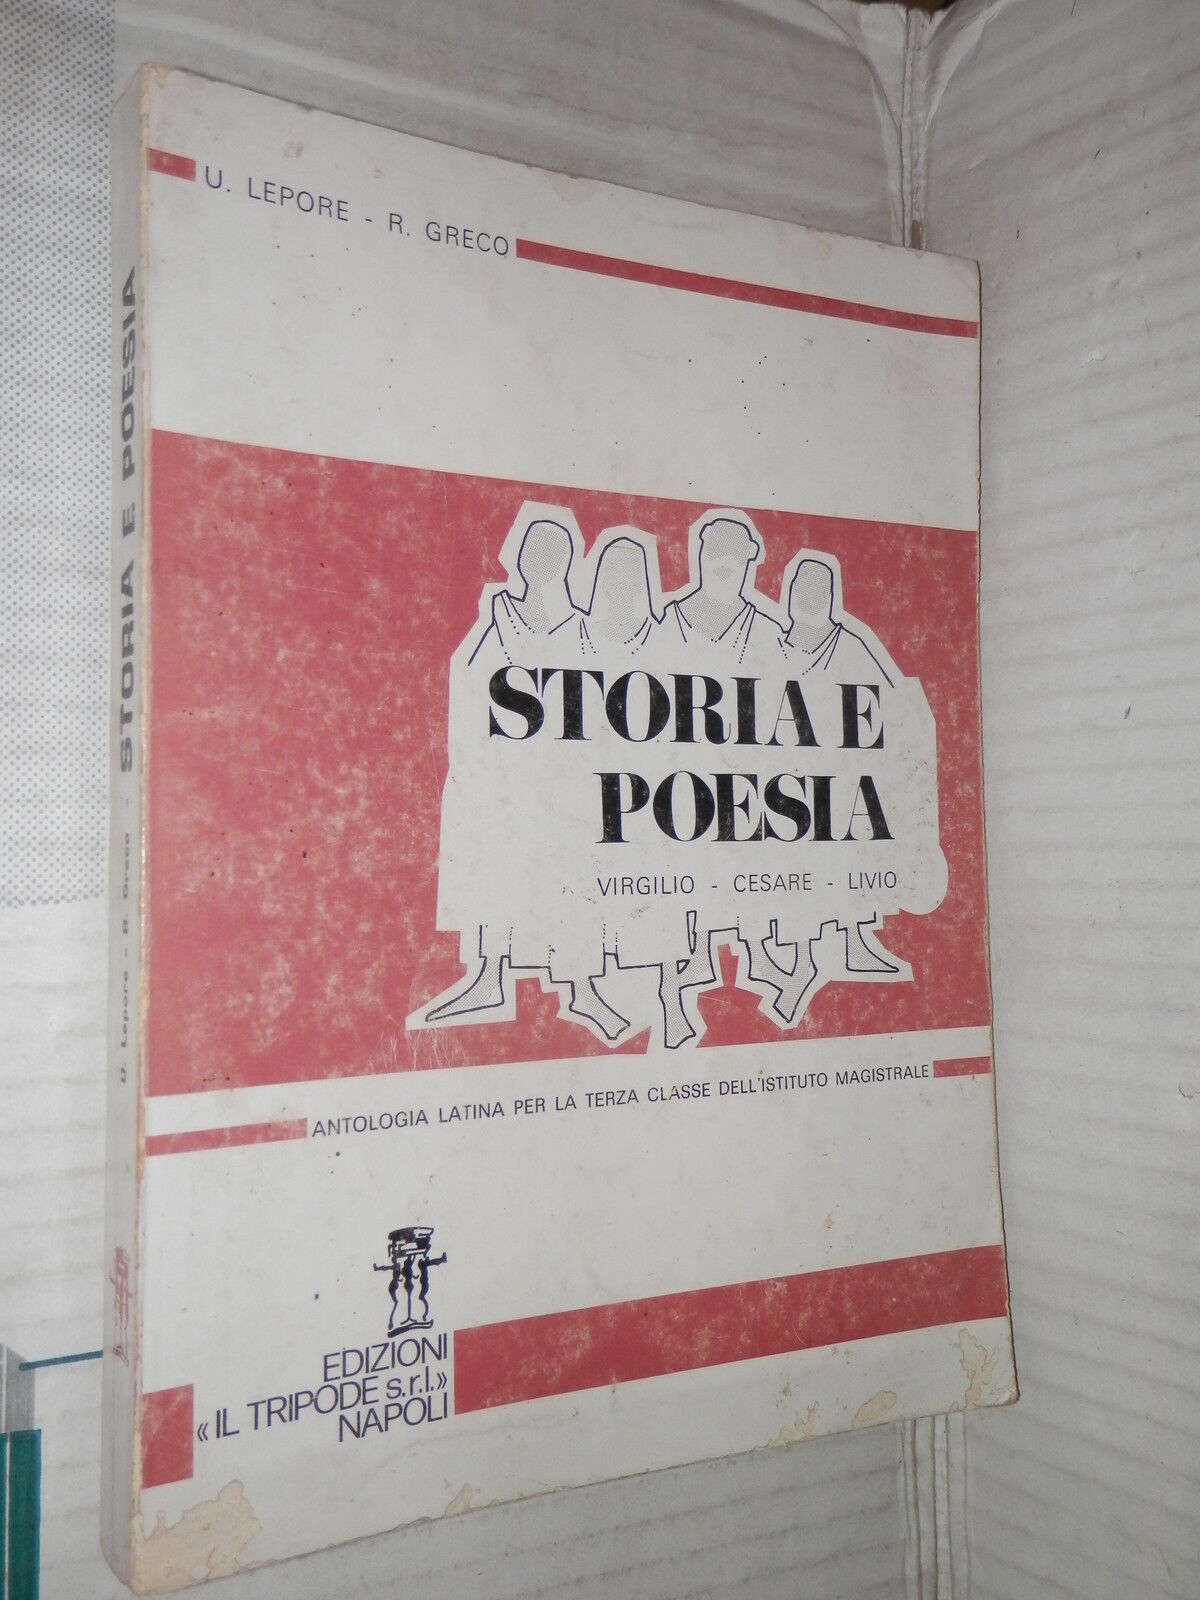 U. LEPORE - R. GRECO
STORIA E
POESIA
VIRGILIO - CESARE - LIVIO
ANTOLOGIA LATINA PER LA TERZA CLASSE DELL'ISTITUTO MAGISTRALE
EDIZIONI
«IL TRIPODE s.r.l.»
NAPOLI
U. Lepore - R. Greco - STORIA E POESIA